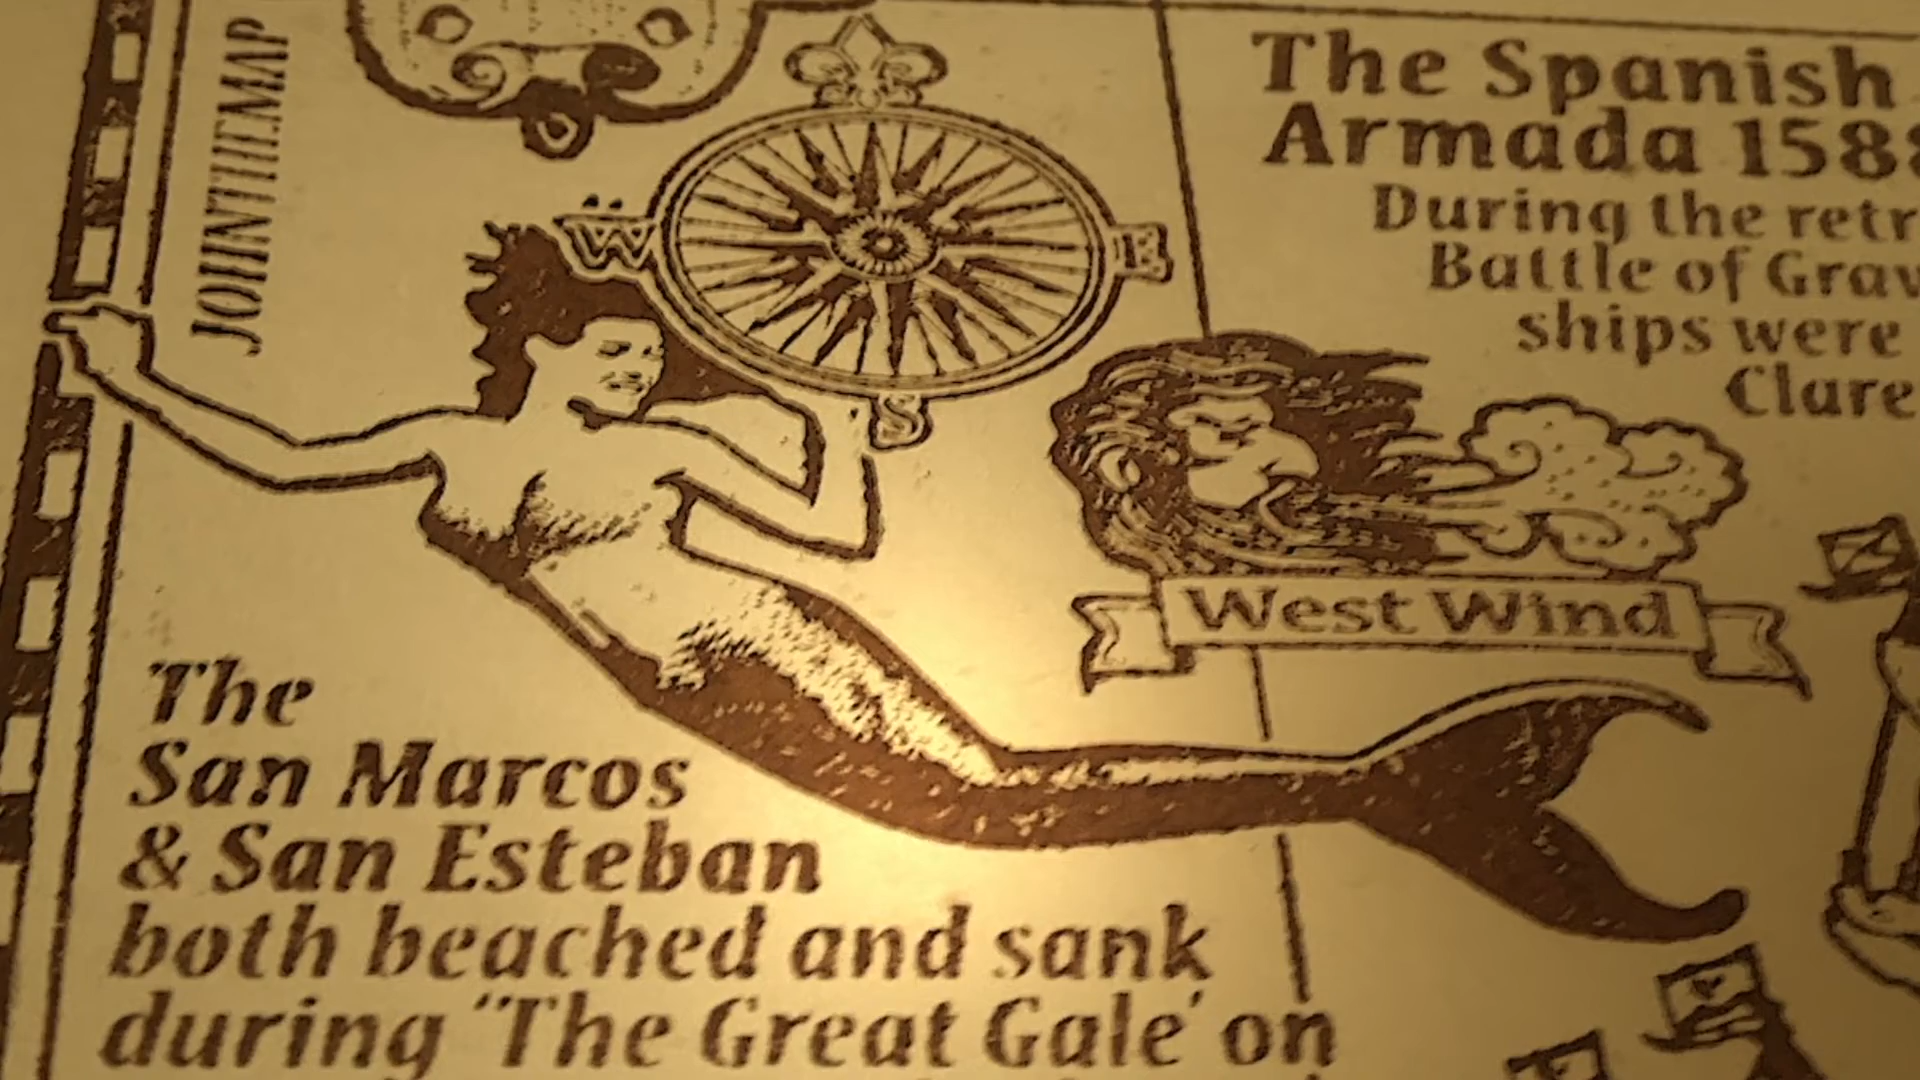 JOHNTHEMAP
W
E
S
The Spanish
Armada 1588
During the
Battle of
ships were
Clare
West Wind
The
San Marcos
& San Esteban
both beached and sank
during "The Great Gale' on